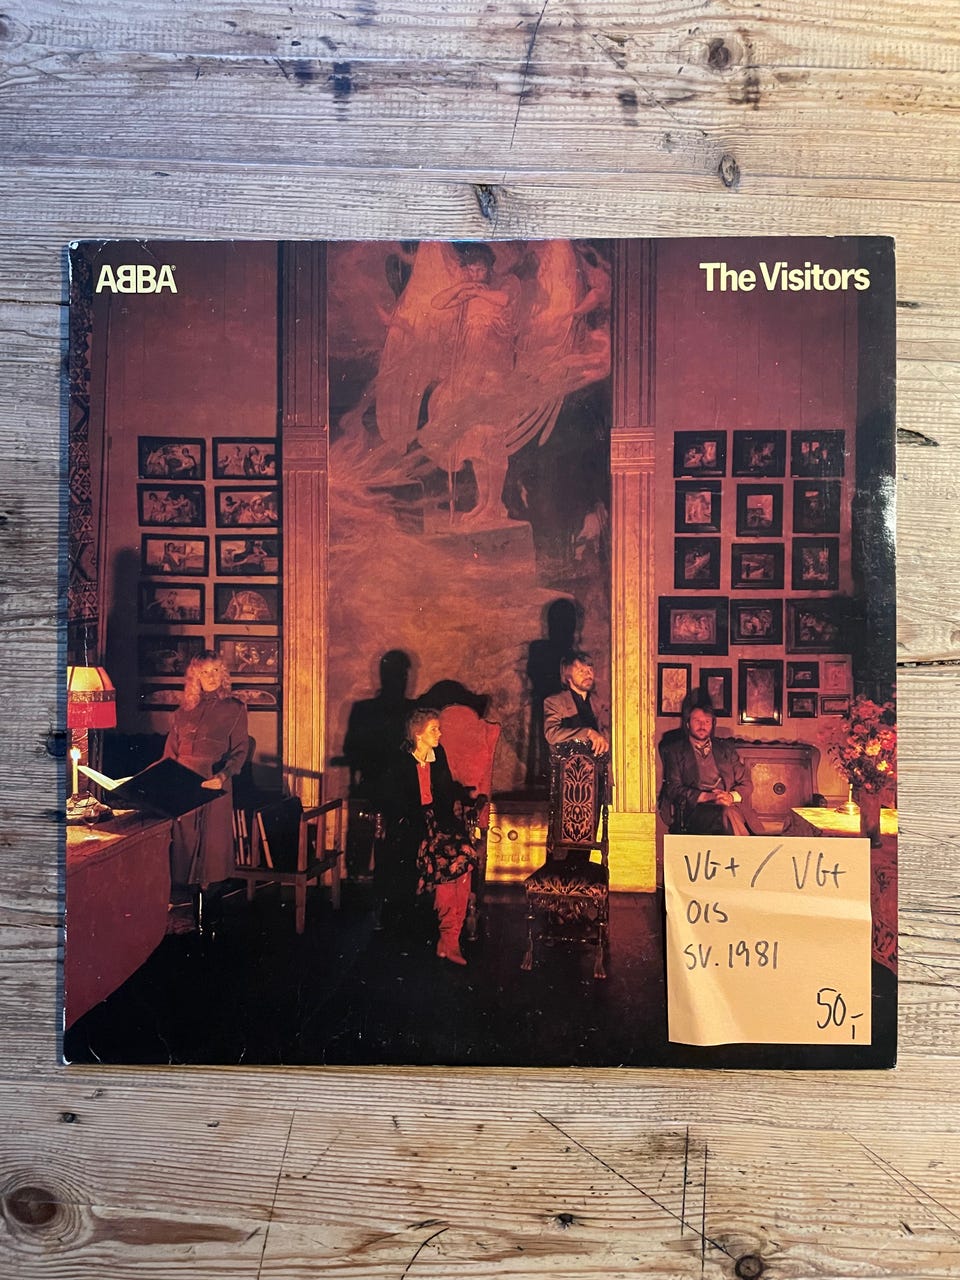 ABBA
The Visitors
VG+ / VG+
OIS
SV. 1981
50,-